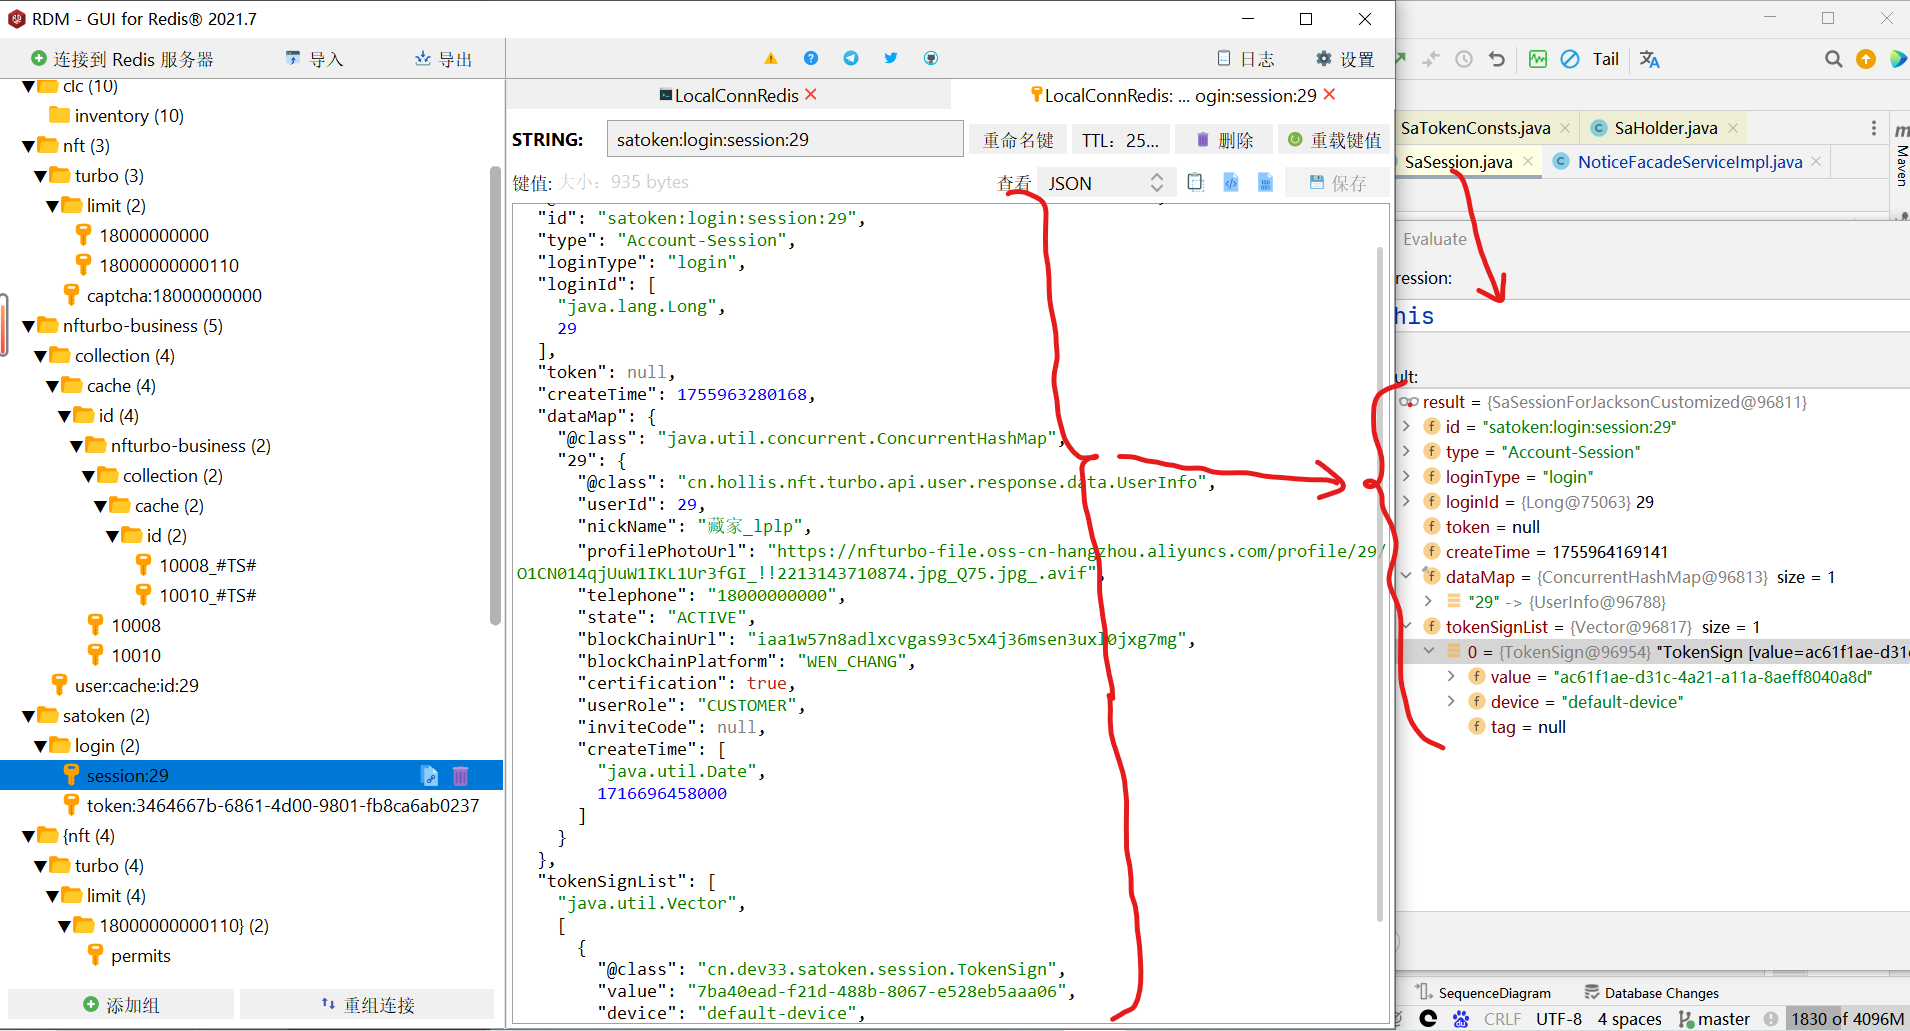 RDM - GUI for Redis® 2021.7
连接到 Redis 服务器
导入
导出
日志
设置
clc (10)
inventory (10)
nft (3)
turbo (3)
limit (2)
18000000000
18000000000110
captcha:18000000000
nfturbo-business (5)
collection (4)
cache (4)
id (4)
nfturbo-business (2)
collection (2)
cache (2)
id (2)
10008_#TS#
10010_#TS#
10008
10010
user:cache:id:29
satoken (2)
login (2)
session:29
token:3464667b-6861-4d00-9801-fb8ca6ab0237
{nft (4)
turbo (4)
limit (4)
18000000000110} (2)
permits
添加组
重组连接
LocalConnRedis
LocalConnRedis: ... ogin:session:29
STRING:
satoken:login:session:29
重命名键
TTL：25...
删除
重载键值
键值: 大小：935 bytes
查看
JSON
保存
"id": "satoken:login:session:29",
"type": "Account-Session",
"loginType": "login",
"loginId": [
"java.lang.Long",
29
],
"token": null,
"createTime": 1755963280168,
"dataMap": {
"@class": "java.util.concurrent.ConcurrentHashMap",
"29": {
"@class": "cn.hollis.nft.turbo.api.user.response.data.UserInfo",
"userId": 29,
"nickName": "藏家_lplp",
"profilePhotoUrl": "https://nfturbo-file.oss-cn-hangzhou.aliyuncs.com/profile/29/
O1CN014qjUuW1IKL1Ur3fGI_!!2213143710874.jpg_Q75.jpg_.avif",
"telephone": "18000000000",
"state": "ACTIVE",
"blockChainUrl": "iaa1w57n8adlxcvgas93c5x4j36msen3uxl0jxg7mg",
"blockChainPlatform": "WEN_CHANG",
"certification": true,
"userRole": "CUSTOMER",
"inviteCode": null,
"createTime": [
"java.util.Date",
1716696458000
]
}
},
"tokenSignList": [
"java.util.Vector",
[
{
"@class": "cn.dev33.satoken.session.TokenSign",
"value": "7ba40ead-f21d-488b-8067-e528eb5aaa06",
"device": "default-device",
Tail
SaTokenConsts.java
SaHolder.java
SaSession.java
NoticeFacadeServiceImpl.java
Maven
Evaluate
ression:
his
ult:
result = {SaSessionForJacksonCustomized@96811}
id = "satoken:login:session:29"
type = "Account-Session"
loginType = "login"
loginId = {Long@75063} 29
token = null
createTime = 1755964169141
dataMap = {ConcurrentHashMap@96813} size = 1
"29" -> {UserInfo@96788}
tokenSignList = {Vector@96817} size = 1
0 = {TokenSign@96954} "TokenSign [value=ac61f1ae-d31c
value = "ac61f1ae-d31c-4a21-a11a-8aeff8040a8d"
device = "default-device"
tag = null
SequenceDiagram
Database Changes
CRLF
UTF-8
4 spaces
master
1830 of 4096M